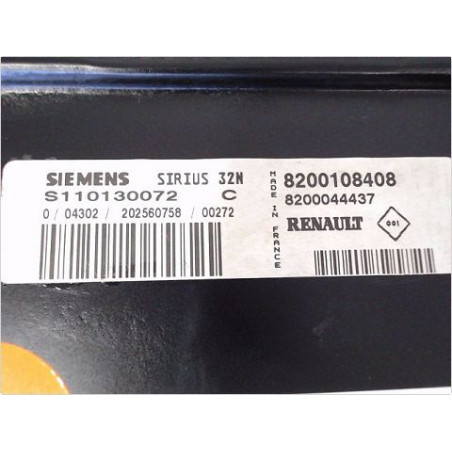 SIEMENS SIRIUS 32N
S110130072 C
0 / 04302 / 202560758 / 00272
MADE IN FRANCE
8200108408
8200044437
RENAULT 001